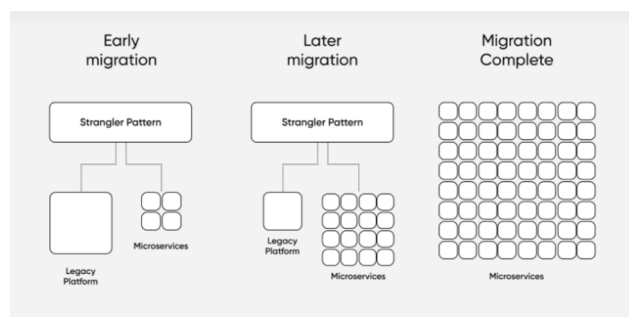 Early
migration
Later
migration
Migration
Complete
Strangler Pattern
Strangler Pattern
Legacy
Platform
Microservices
Legacy
Platform
Microservices
Microservices